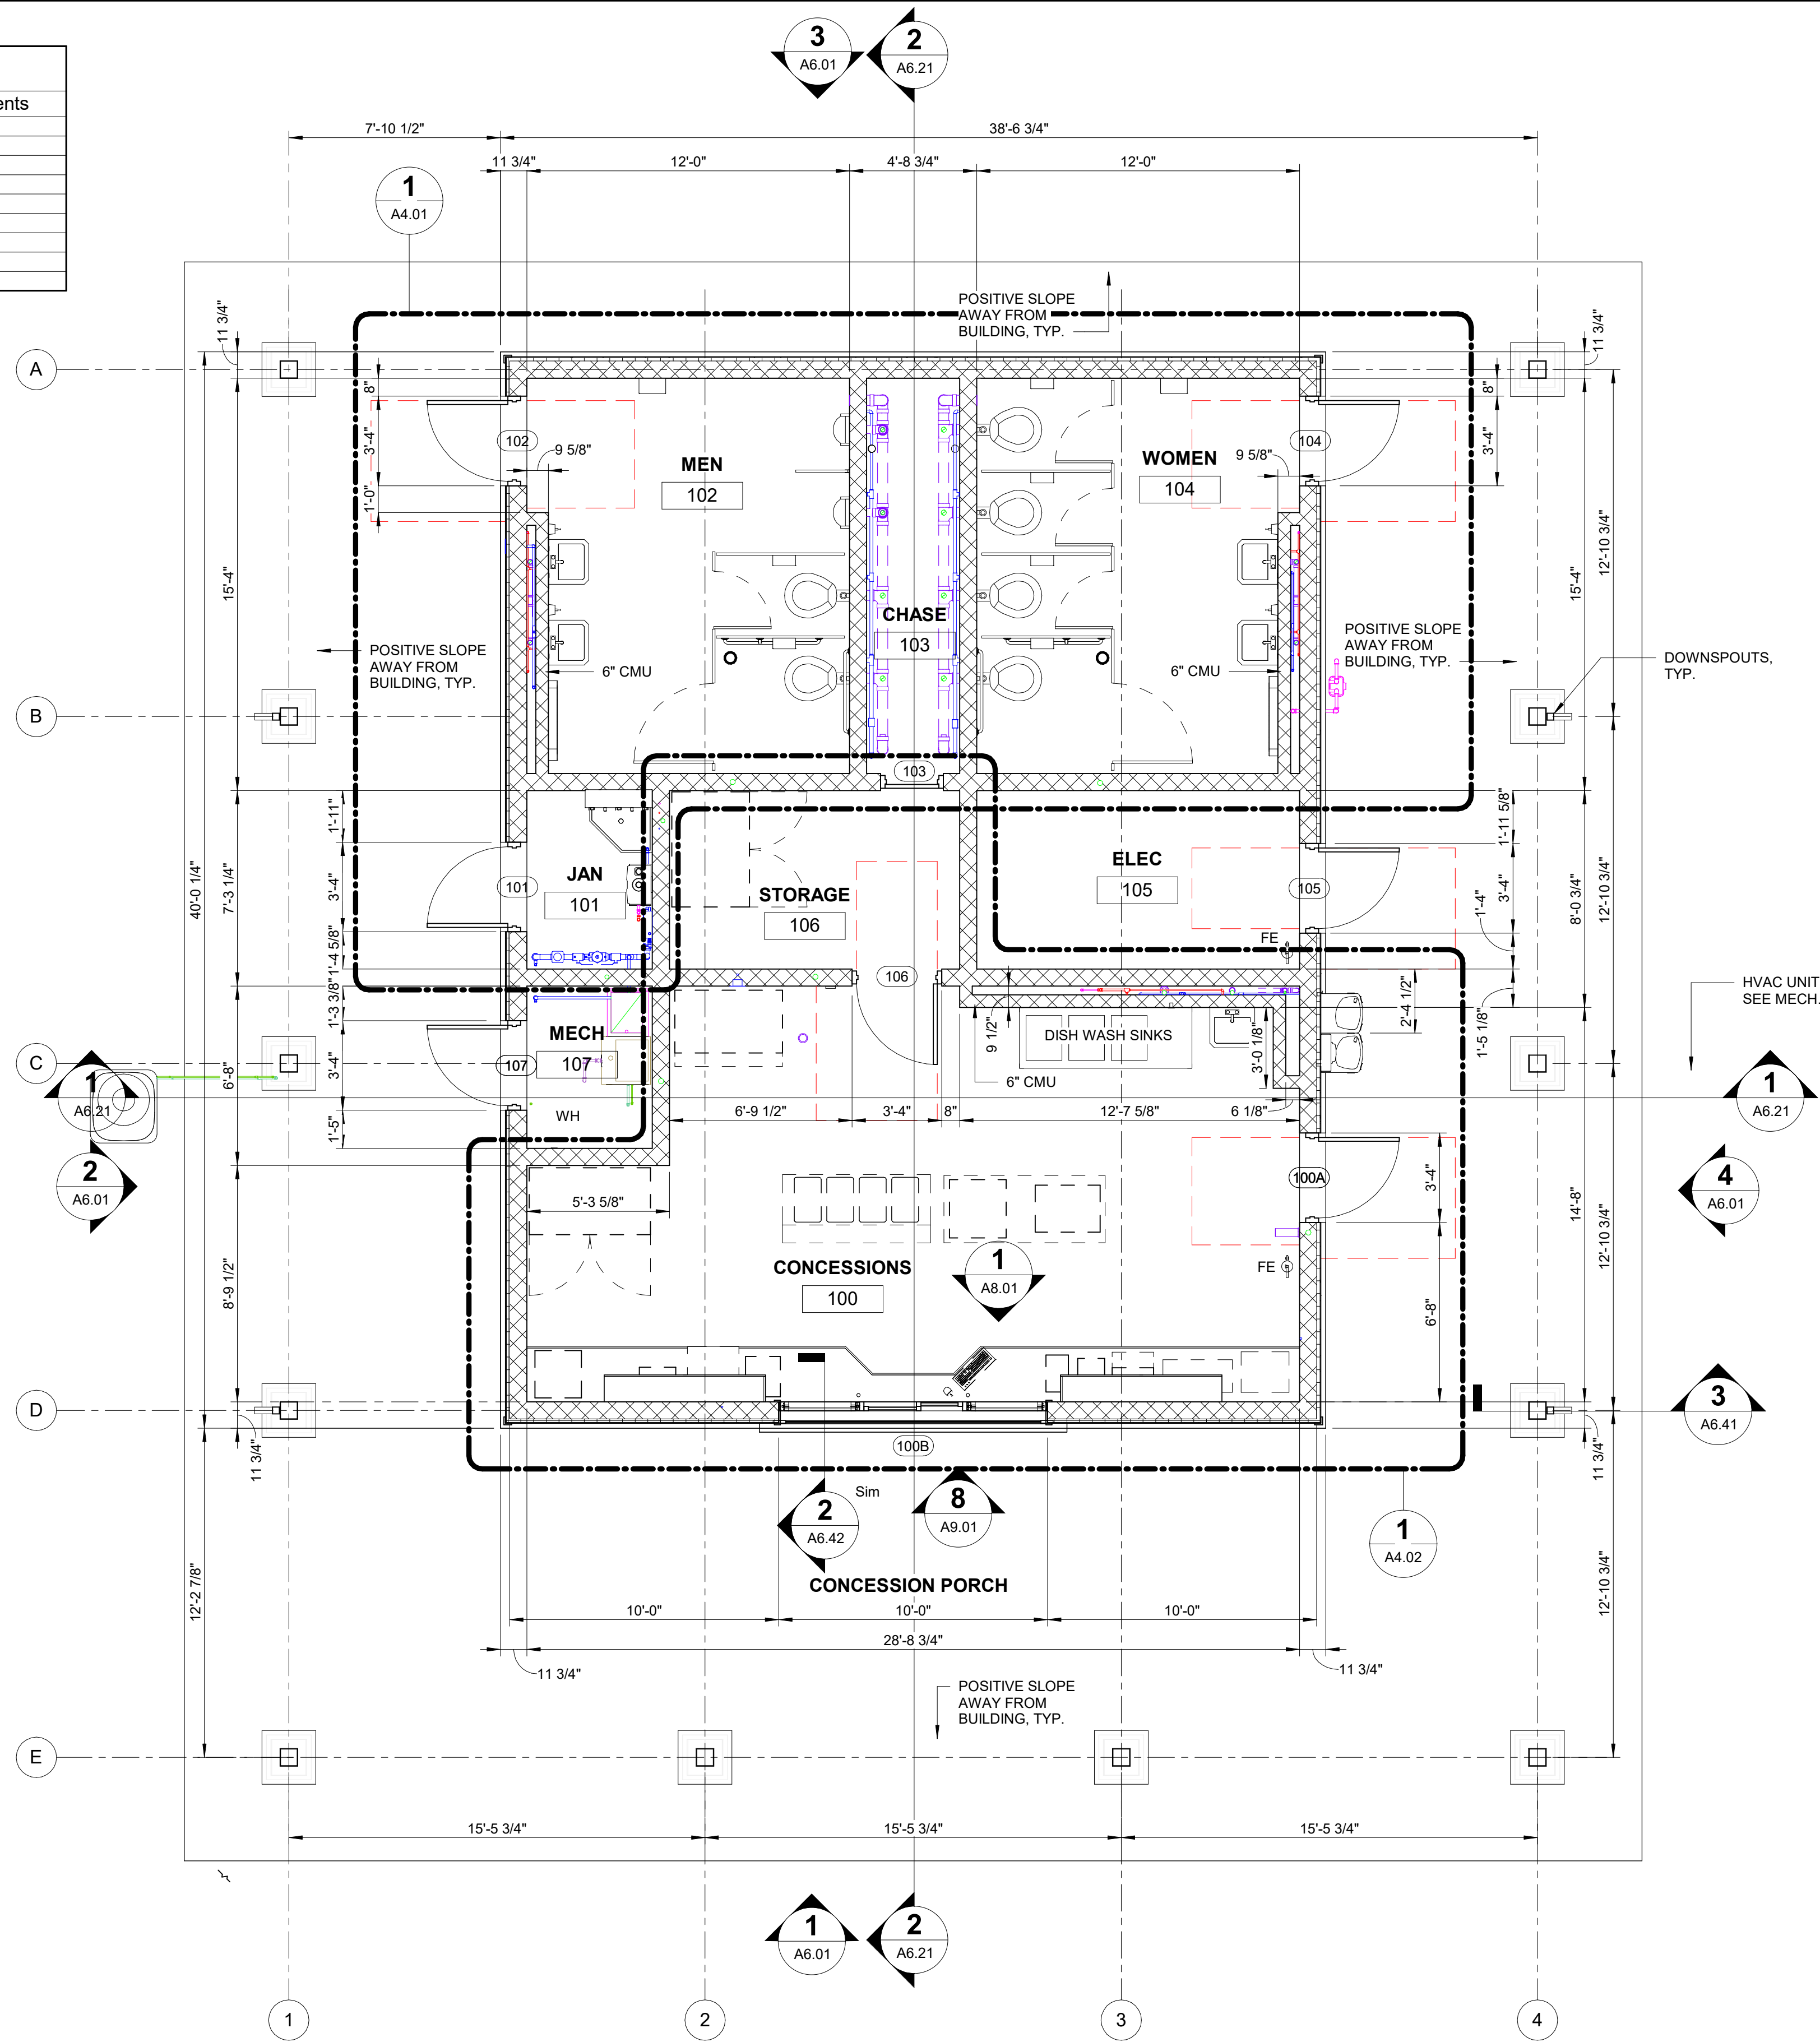 3
A6.01
2
A6.21
ents
7'-10 1/2"
38'-6 3/4"
11 3/4"
12'-0"
4'-8 3/4"
12'-0"
1
A4.01
POSITIVE SLOPE
AWAY FROM
BUILDING, TYP.
11 3/4"
11 3/4"
A
8"
8"
102
104
3'-4"
3'-4"
9 5/8"
MEN
102
WOMEN
104
9 5/8"
1'-0"
12'-10 3/4"
15'-4"
15'-4"
CHASE
103
POSITIVE SLOPE
AWAY FROM
BUILDING, TYP.
POSITIVE SLOPE
AWAY FROM
BUILDING, TYP.
DOWNSPOUTS,
TYP.
6" CMU
6" CMU
B
103
1'-11"
1'-11 5/8"
40'-0 1/4"
7'-3 1/4"
3'-4"
101
JAN
101
STORAGE
106
ELEC
105
105
3'-4"
1'-4"
8'-0 3/4"
12'-10 3/4"
FE
1'-4 5/8"
106
1'-3 3/8"
2'-4 1/2"
HVAC UNIT
SEE MECH.
MECH
107
9 1/2"
DISH WASH SINKS
3'-0 1/8"
1'-5 1/8"
C
6'-8"
3'-4"
107
6" CMU
1
A6.21
1
A6.21
1'-5"
WH
6'-9 1/2"
3'-4"
8"
12'-7 5/8"
6 1/8"
2
A6.01
100A
3'-4"
4
A6.01
5'-3 5/8"
14'-8"
12'-10 3/4"
CONCESSIONS
100
1
A8.01
FE
8'-9 1/2"
6'-8"
D
3
A6.41
100B
11 3/4"
11 3/4"
Sim
2
A6.42
8
A9.01
1
A4.02
CONCESSION PORCH
12'-2 7/8"
12'-10 3/4"
10'-0"
10'-0"
10'-0"
28'-8 3/4"
11 3/4"
11 3/4"
POSITIVE SLOPE
AWAY FROM
BUILDING, TYP.
E
15'-5 3/4"
15'-5 3/4"
15'-5 3/4"
1
A6.01
2
A6.21
1
2
3
4